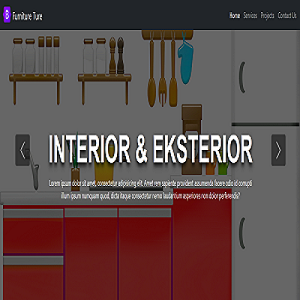 B Furniture Ture
Home Services Projects Contact Us
INTERIOR & EKSTERIOR
Lorem ipsum dolor sit amet, consectetur adipisicing elit. Amet rem sapiente provident assumenda facere odio id corrupti
illum ipsum numquam quod, dicta itaque consectetur nemo laudantium asperiores non dolor perferendis?